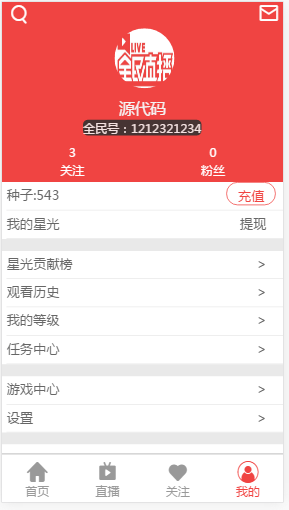 LIVE
全民直播
源代码
全民号：1212321234
3 0
关注 粉丝
种子:543 充值
我的星光 提现
星光贡献榜 >
观看历史 >
我的等级 >
任务中心 >
游戏中心 >
设置 >
首页 直播 关注 我的